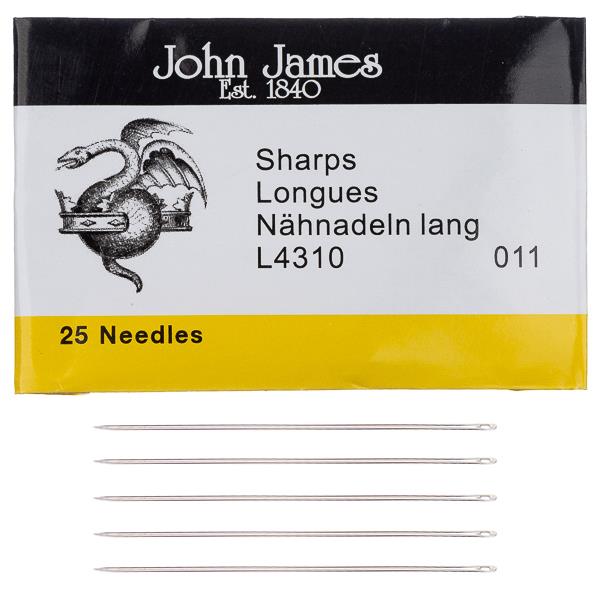 John James
Est. 1840
Sharps
Longues
Nähnadeln lang
L4310 011
25 Needles